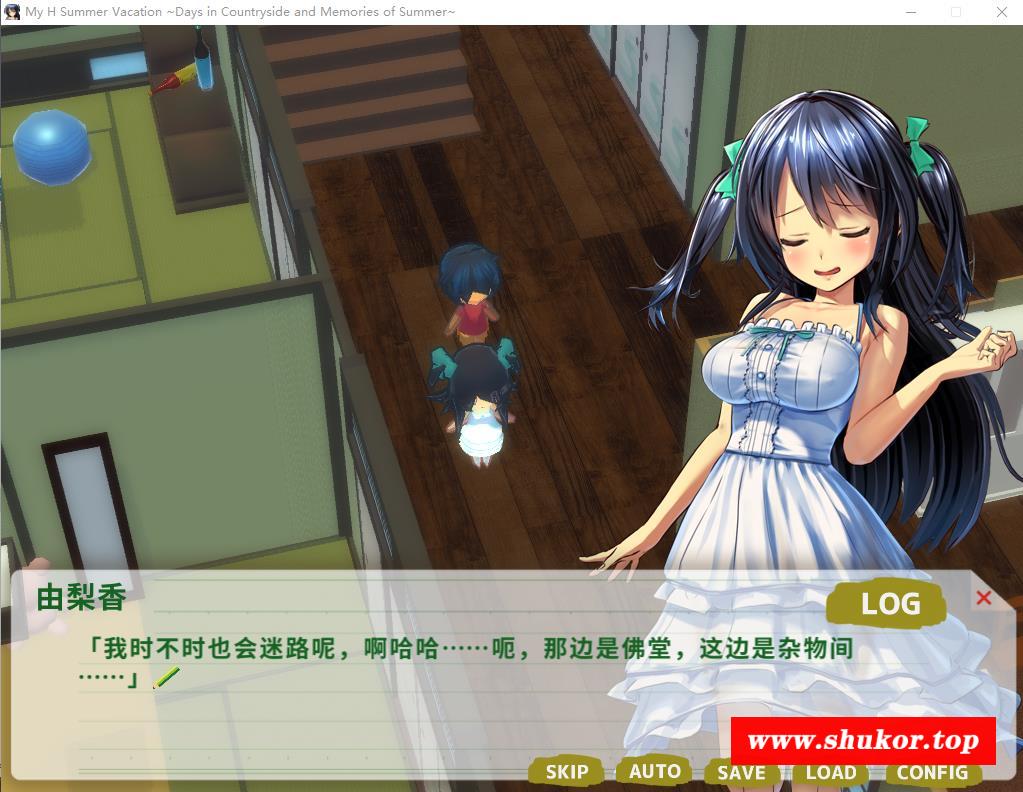 My H Summer Vacation ~Days in Countryside and Memories of Summer~
由梨香
LOG
「我时不时也会迷路呢，啊哈哈……呃，那边是佛堂，这边是杂物间
……」
www.shukor.top
SKIP AUTO SAVE LOAD CONFIG